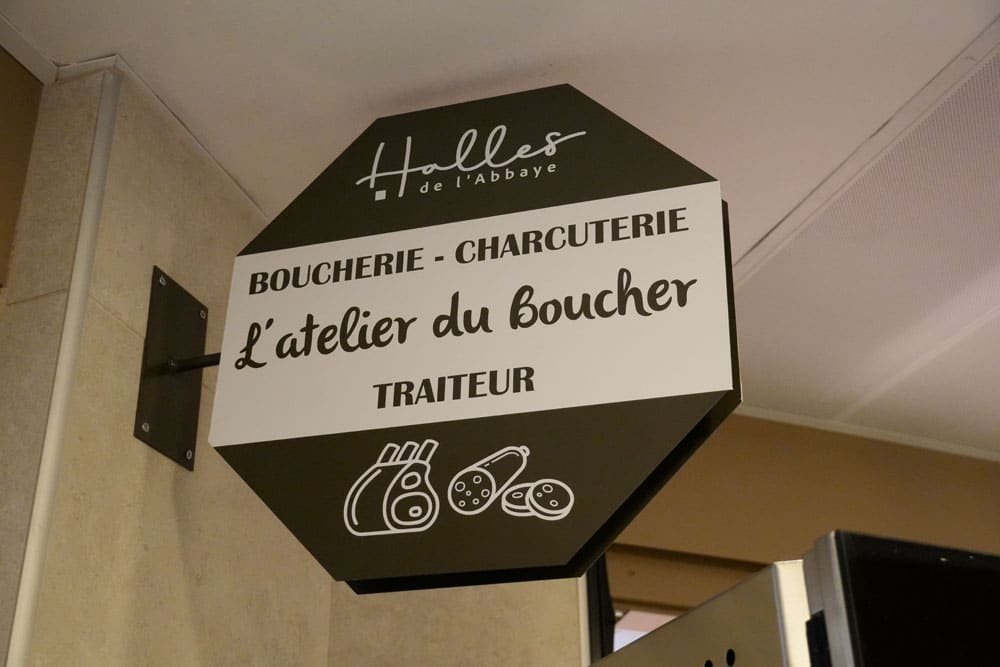 Halles
de l'Abbaye
BOUCHERIE - CHARCUTERIE
L'atelier du Boucher
TRAITEUR